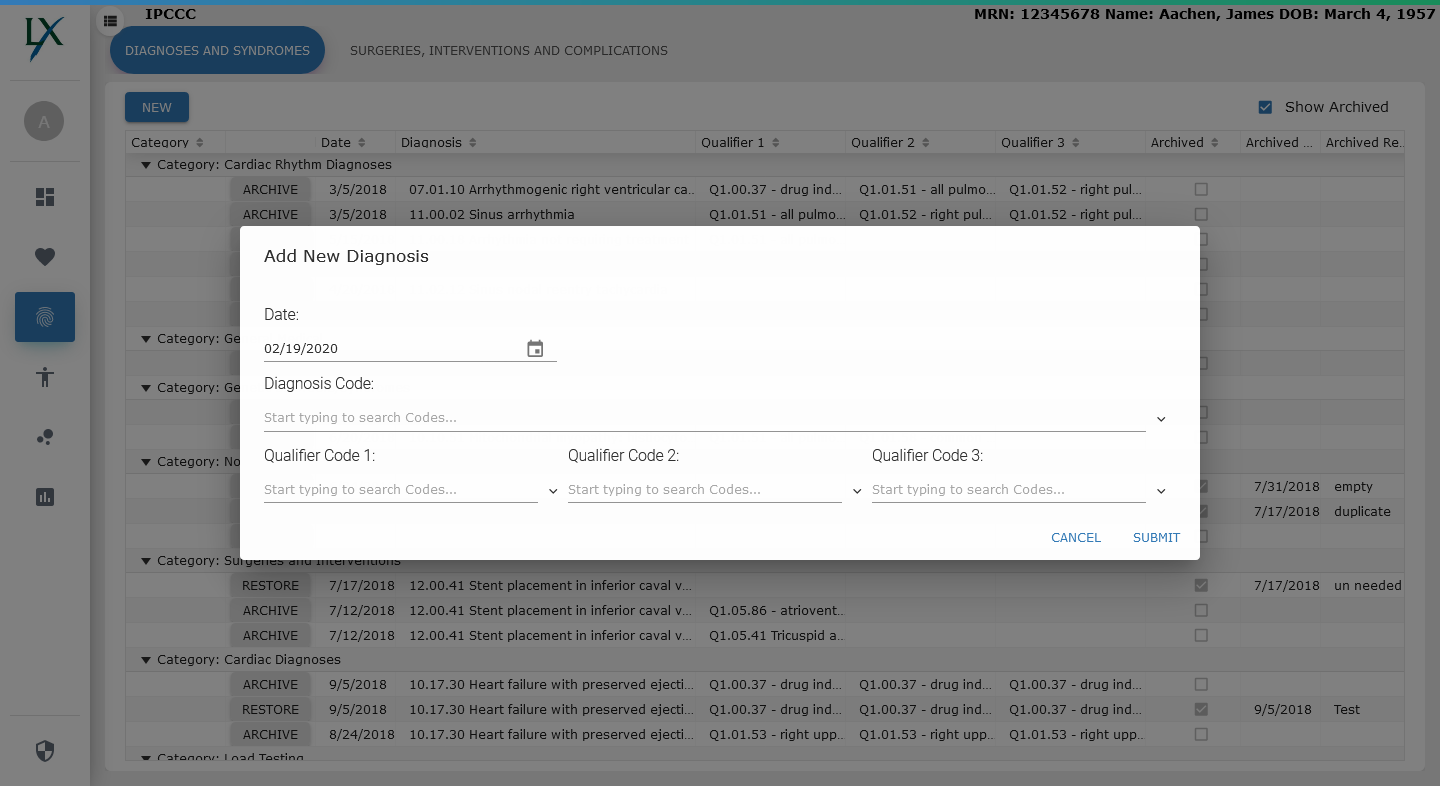 IPCCC MRN: 12345678 Name: Aachen, James DOB: March 4, 1957
LX
A
DIAGNOSES AND SYNDROMES SURGERIES, INTERVENTIONS AND COMPLICATIONS
NEW Show Archived
Category Date Diagnosis Qualifier 1 Qualifier 2 Qualifier 3 Archived Archived ... Archived Re...
Category: Cardiac Rhythm Diagnoses
ARCHIVE 3/5/2018 07.01.10 Arrhythmogenic right ventricular ca... Q1.00.37 - drug ind... Q1.01.51 - all pulmo... Q1.01.52 - right pul...
ARCHIVE 3/5/2018 11.00.02 Sinus arrhythmia Q1.01.51 - all pulmo... Q1.01.52 - right pul... Q1.01.52 - right pul...
Add New Diagnosis
Date:
02/19/2020
Category: Ge
Diagnosis Code:
Category: Ge
Start typing to search Codes...
Qualifier Code 1: Qualifier Code 2: Qualifier Code 3:
Category: No
Start typing to search Codes... Start typing to search Codes... Start typing to search Codes...
7/31/2018 empty
7/17/2018 duplicate
CANCEL SUBMIT
Category: Surgeries and Interventions
RESTORE 7/17/2018 12.00.41 Stent placement in inferior caval v... 7/17/2018 un needed
ARCHIVE 7/12/2018 12.00.41 Stent placement in inferior caval v... Q1.05.86 - atriovent...
ARCHIVE 7/12/2018 12.00.41 Stent placement in inferior caval v... Q1.05.41 Tricuspid a...
Category: Cardiac Diagnoses
ARCHIVE 9/5/2018 10.17.30 Heart failure with preserved ejecti... Q1.00.37 - drug ind... Q1.00.37 - drug ind... Q1.00.37 - drug ind...
RESTORE 9/5/2018 10.17.30 Heart failure with preserved ejecti... Q1.00.37 - drug ind... Q1.00.37 - drug ind... Q1.00.37 - drug ind... 9/5/2018 Test
ARCHIVE 8/24/2018 10.17.30 Heart failure with preserved ejecti... Q1.01.53 - right upp... Q1.01.53 - right upp... Q1.01.53 - right upp...
Category: Load Testing